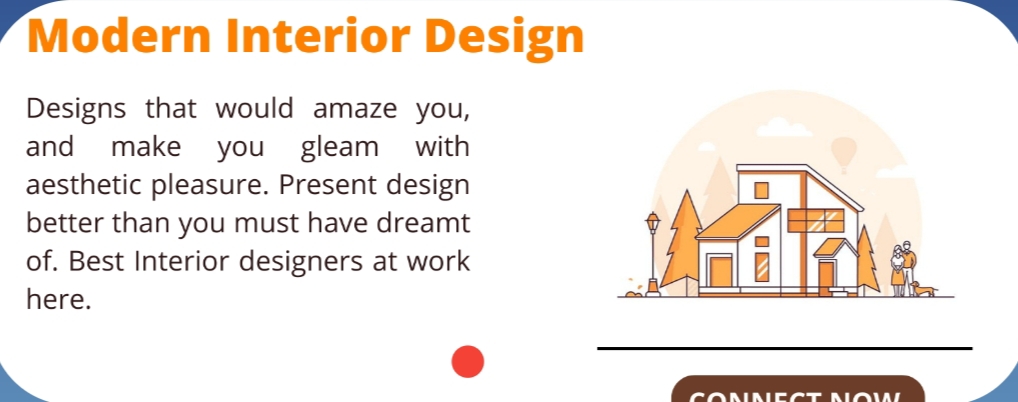 Modern Interior Design
Designs that would amaze you,
and make you gleam with
aesthetic pleasure. Present design
better than you must have dreamt
of. Best Interior designers at work
here.
CONNECT NOW